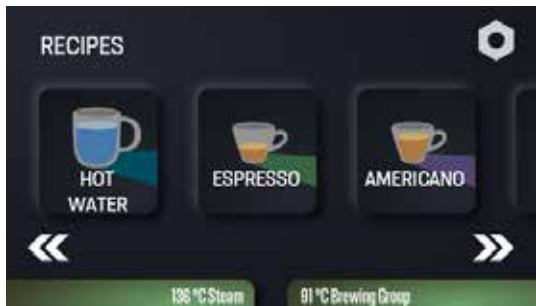 RECIPES
HOT
WATER
ESPRESSO
AMERICANO
136 °C Steam
91 °C Brewing Group